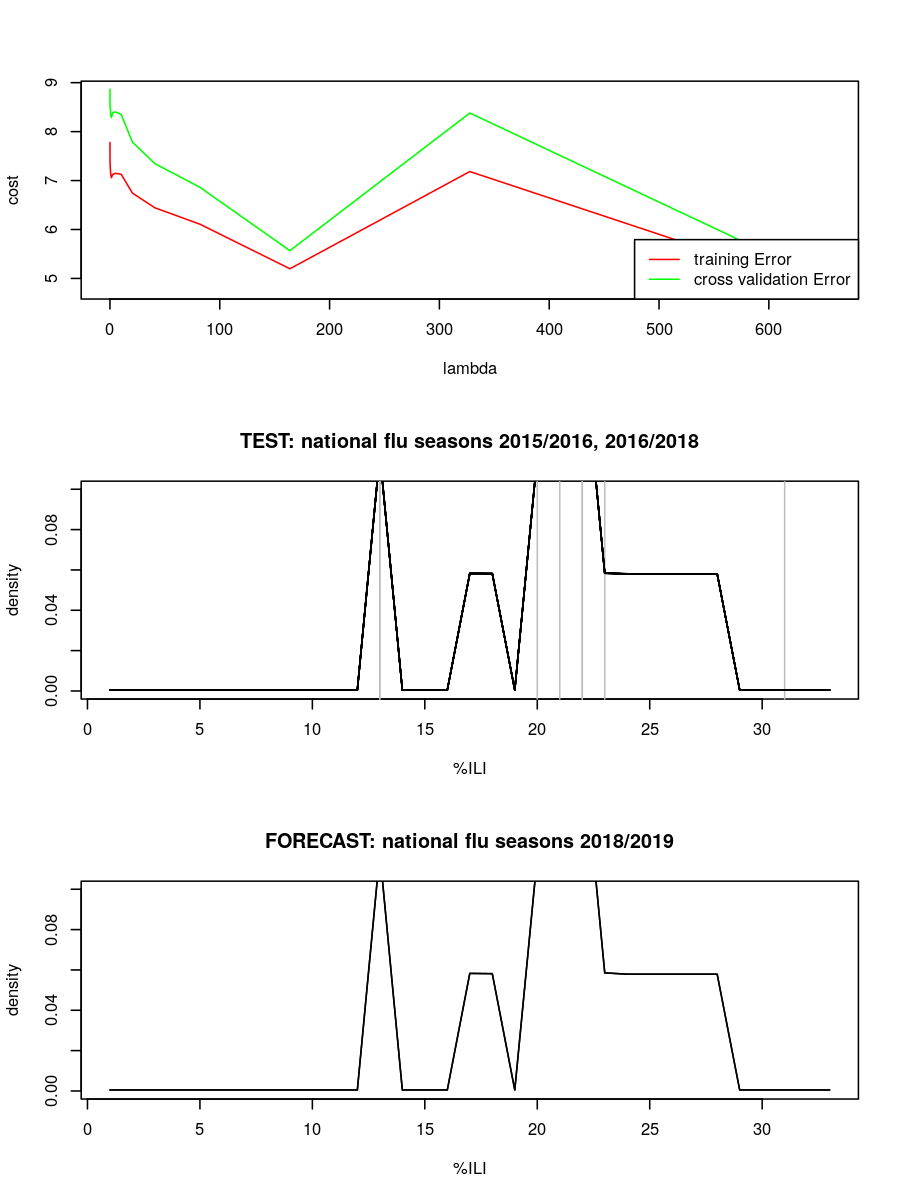 9
8
7
6
5
cost
training Error
cross validation Error
0 100 200 300 400 500 600
lambda
TEST: national flu seasons 2015/2016, 2016/2018
0.08
0.04
0.00
density
0 5 10 15 20 25 30
%ILI
FORECAST: national flu seasons 2018/2019
0.08
0.04
0.00
density
0 5 10 15 20 25 30
%ILI